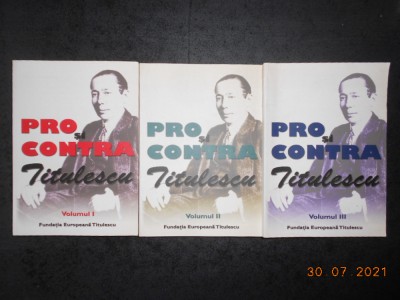 PRO
și
CONTRA
Titulescu
Volumul I
Fundația Europeană Titulescu
PRO
și
CONTRA
Titulescu
Volumul II
Fundația Europeană Titulescu
PRO
și
CONTRA
Titulescu
Volumul III
Fundația Europeană Titulescu
30.07.2021